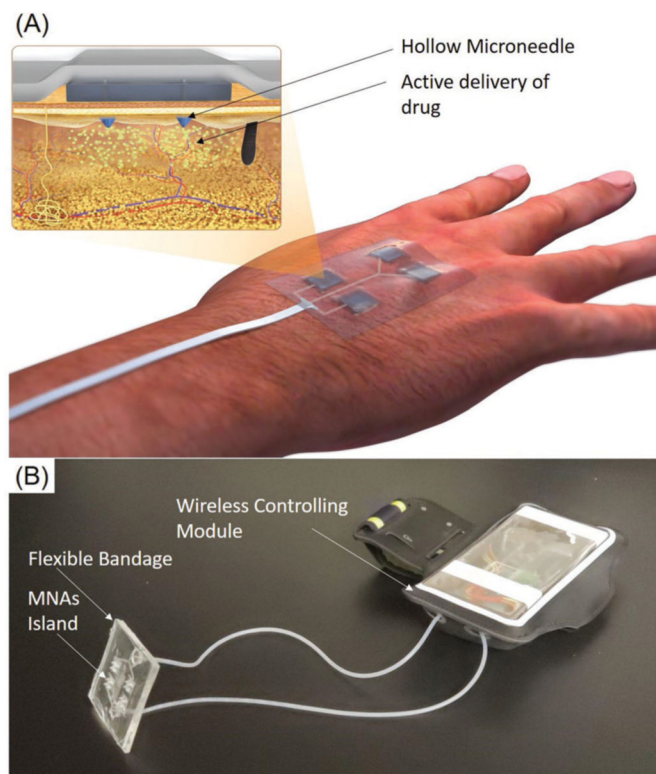 (A)
Hollow Microneedle
Active delivery of
drug
(B)
Wireless Controlling
Module
Flexible Bandage
MNAs
Island